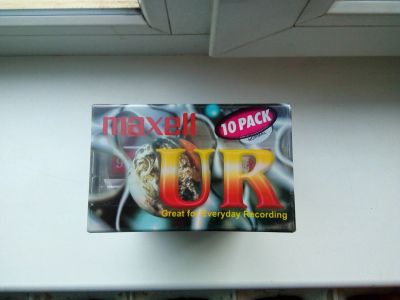 maxell
10 PACK
UR
Great for Everyday Recording